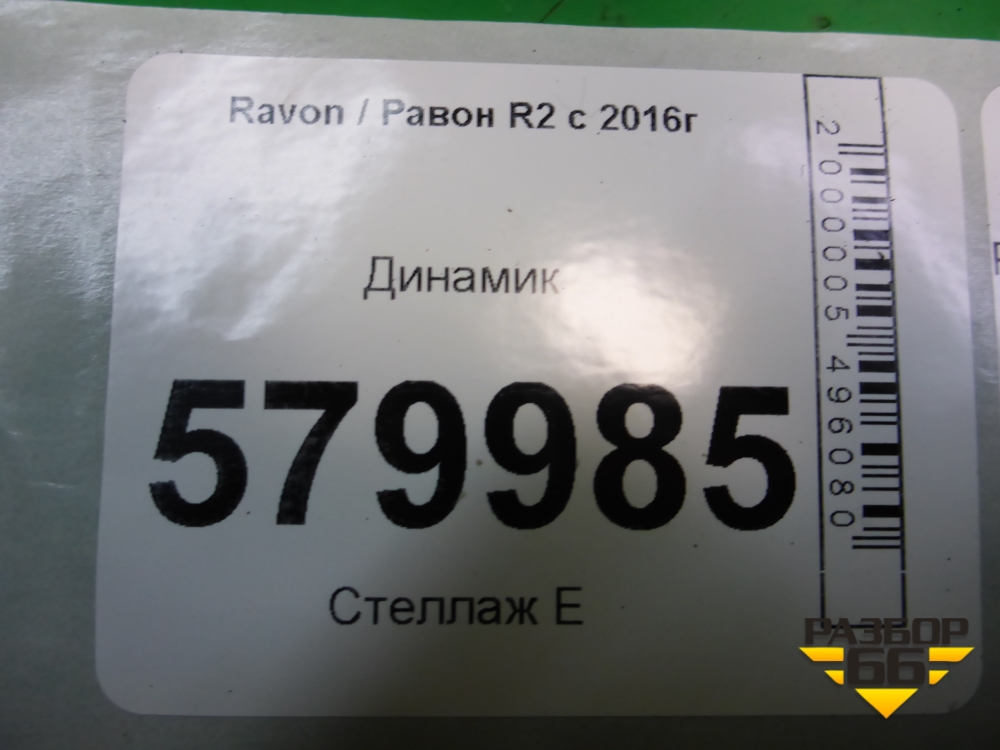 Ravon / Равон R2 с 2016г
Динамик
579985
Стеллаж Е
2000005496080
РАЗБОР
66